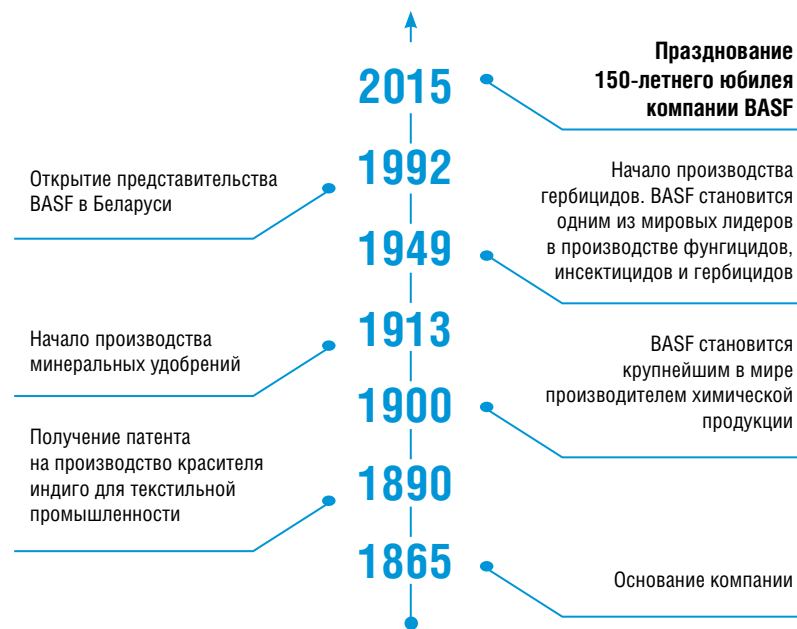 2015
Празднование
150-летнего юбилея
компании BASF
1992
Открытие представительства
BASF в Беларуси
1949
Начало производства
гербицидов. BASF становится
одним из мировых лидеров
в производстве фунгицидов,
инсектицидов и гербицидов
1913
Начало производства
минеральных удобрений
1900
BASF становится
крупнейшим в мире
производителем химической
продукции
1890
Получение патента
на производство красителя
индиго для текстильной
промышленности
1865
Основание компании